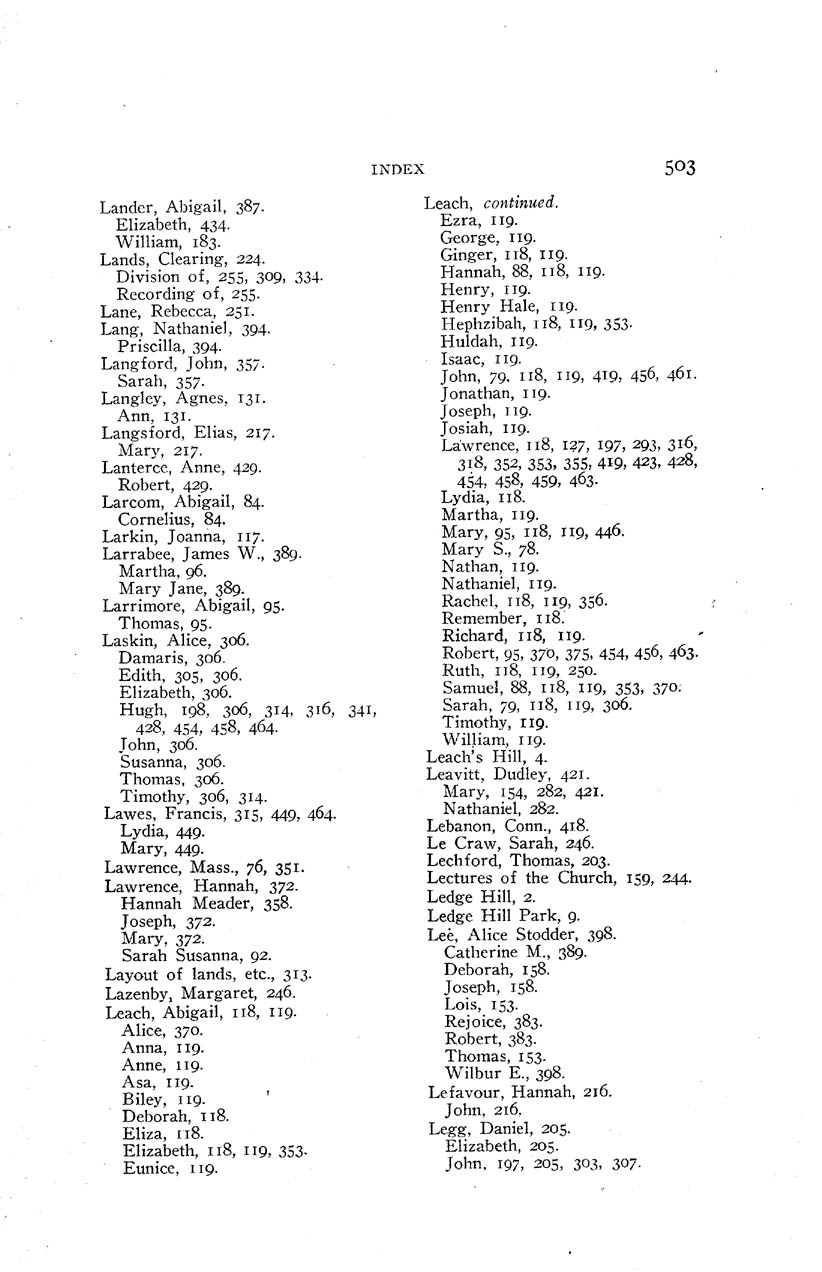 INDEX 503
Lander, Abigail, 387.
Elizabeth, 434.
William, 183.
Lands, Clearing, 224.
Division of, 255, 309, 334.
Recording of, 255.
Lane, Rebecca, 251.
Lang, Nathaniel, 394.
Priscilla, 394.
Langford, John, 357.
Sarah, 357.
Langley, Agnes, 131.
Ann, 131.
Langsford, Elias, 217.
Mary, 217.
Lanterce, Anne, 429.
Robert, 429.
Larcom, Abigail, 84.
Cornelius, 84.
Larkin, Joanna, 117.
Larrabee, James W., 389.
Martha, 96.
Mary Jane, 389.
Larrimore, Abigail, 95.
Thomas, 95.
Laskin, Alice, 306.
Damaris, 306.
Edith, 305, 306.
Elizabeth, 306.
Hugh, 198, 306, 314, 316, 341,
428, 454, 458, 464.
John, 306.
Susanna, 306.
Thomas, 306.
Timothy, 306, 314.
Lawes, Francis, 315, 449, 464.
Lydia, 449.
Mary, 449.
Lawrence, Mass., 76, 351.
Lawrence, Hannah, 372.
Hannah Meader, 358.
Joseph, 372.
Mary, 372.
Sarah Susanna, 92.
Layout of lands, etc., 313.
Lazenby, Margaret, 246.
Leach, Abigail, 118, 119.
Alice, 370.
Anna, 119.
Anne, 119.
Asa, 119.
Biley, 119.
Deborah, 118.
Eliza, 118.
Elizabeth, 118, 119, 353.
Eunice, 119.
Leach, continued.
Ezra, 119.
George, 119.
Ginger, 118, 119.
Hannah, 88, 118, 119.
Henry, 119.
Henry Hale, 119.
Hephzibah, 118, 119, 353.
Huldah, 119.
Isaac, 119.
John, 79, 118, 119, 419, 456, 461.
Jonathan, 119.
Joseph, 119.
Josiah, 119.
Lawrence, 118, 127, 197, 293, 316,
318, 352, 353, 355, 419, 423, 428,
454, 458, 459, 463.
Lydia, 118.
Martha, 119.
Mary, 95, 118, 119, 446.
Mary S., 78.
Nathan, 119.
Nathaniel, 119.
Rachel, 118, 119, 356.
Remember, 118.
Richard, 118, 119.
Robert, 95, 370, 375, 454, 456, 463.
Ruth, 118, 119, 250.
Samuel, 88, 118, 119, 353, 370.
Sarah, 79, 118, 119, 306.
Timothy, 119.
William, 119.
Leach's Hill, 4.
Leavitt, Dudley, 421.
Mary, 154, 282, 421.
Nathaniel, 282.
Lebanon, Conn., 418.
Le Craw, Sarah, 246.
Lechford, Thomas, 203.
Lectures of the Church, 159, 244.
Ledge Hill, 2.
Ledge Hill Park, 9.
Lee, Alice Stodder, 398.
Catherine M., 389.
Deborah, 158.
Joseph, 158.
Lois, 153.
Rejoice, 383.
Robert, 383.
Thomas, 153.
Wilbur E., 398.
Lefavour, Hannah, 216.
John, 216.
Legg, Daniel, 205.
Elizabeth, 205.
John, 197, 205, 303, 307.